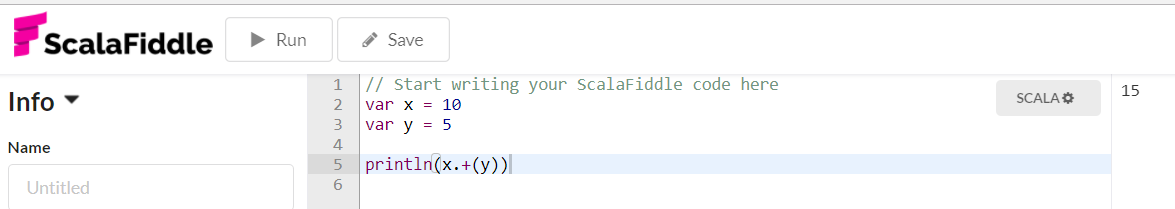 ScalaFiddle
Run
Save
Info
Name
Untitled
1 // Start writing your ScalaFiddle code here
2 var x = 10
3 var y = 5
4
5 println(x.+(y))
6
SCALA
15